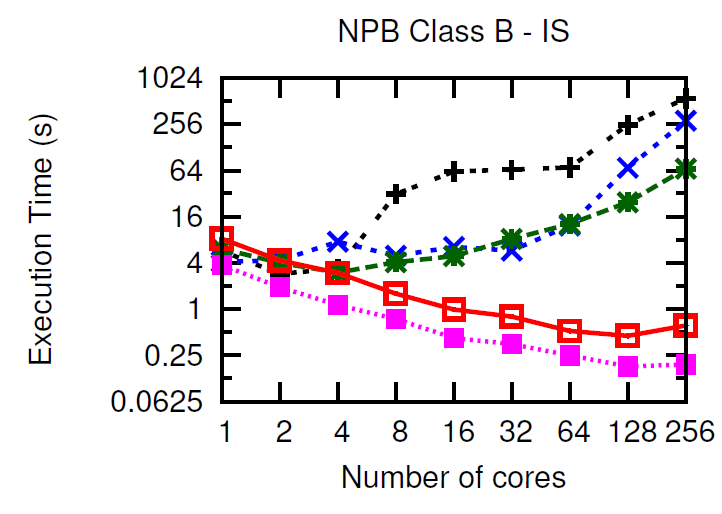 NPB Class B - IS
Execution Time (s)
1024
256
64
16
4
1
0.25
0.0625
1 2 4 8 16 32 64 128 256
Number of cores